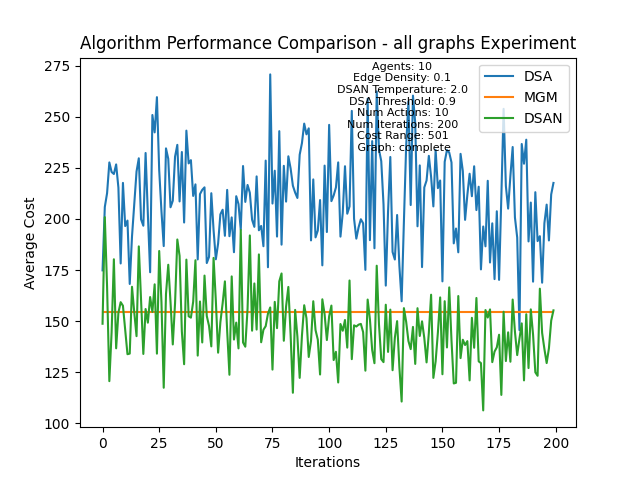 Algorithm Performance Comparison - all graphs Experiment
275
250
225
200
175
150
125
100
Average Cost
Agents: 10
Edge Density: 0.1
DSAN Temperature: 2.0
DSA Threshold: 0.9
Num Actions: 10
Num Iterations: 200
Cost Range: 501
Graph: complete
DSA
MGM
DSAN
0
25
50
75
100
125
150
175
200
Iterations